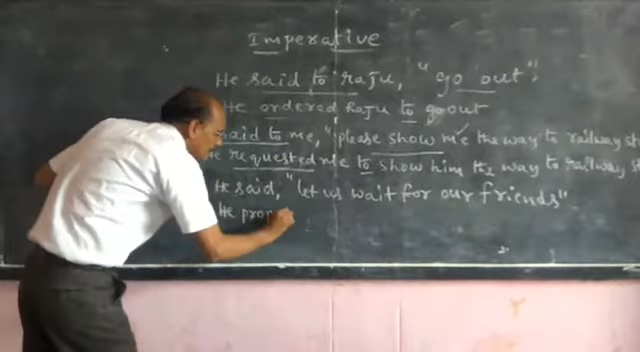 Imperative
He said to raju, "go out".
He ordered Raju to go out
said to me, "please show me the way to railway
He requested me to show him the way to railway
He said, "let us wait for our friends"
He prop